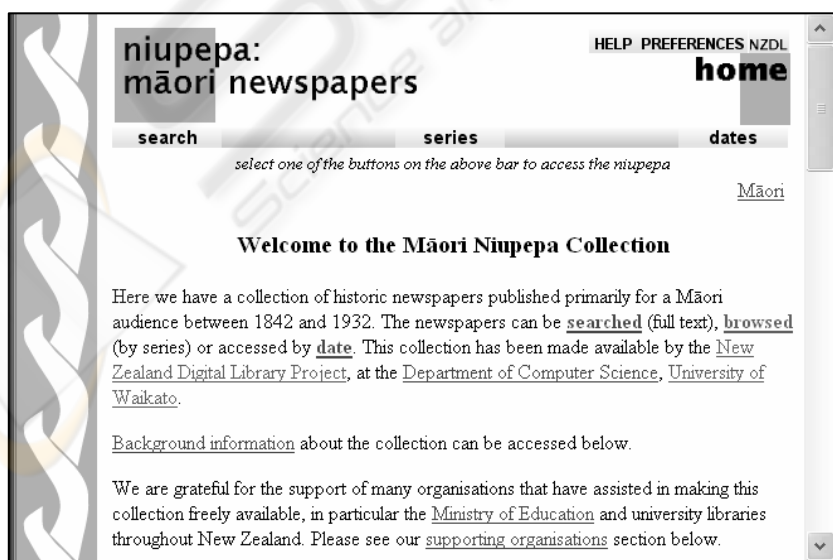 niupepa:
māori newspapers
HELP PREFERENCES NZDL
home
search series dates
select one of the buttons on the above bar to access the niupepa
Māori
Welcome to the Māori Niupepa Collection
Here we have a collection of historic newspapers published primarily for a Māori
audience between 1842 and 1932. The newspapers can be searched (full text), browsed
(by series) or accessed by date. This collection has been made available by the New
Zealand Digital Library Project, at the Department of Computer Science, University of
Waikato.
Background information about the collection can be accessed below.
We are grateful for the support of many organisations that have assisted in making this
collection freely available, in particular the Ministry of Education and university libraries
throughout New Zealand. Please see our supporting organisations section below.